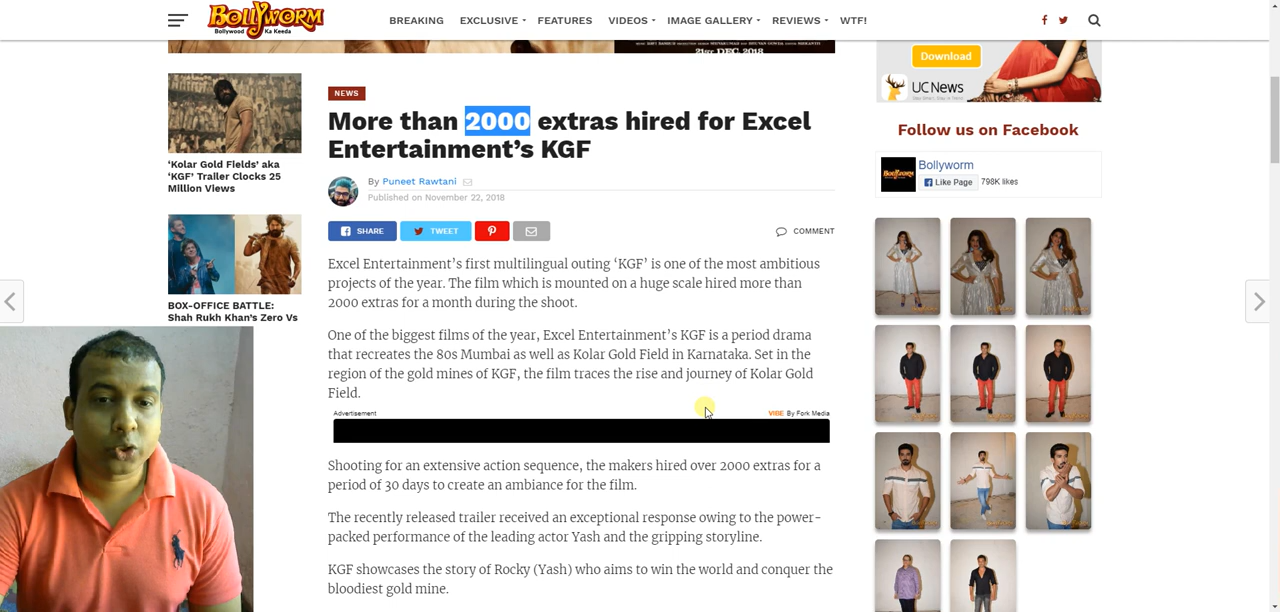 BOLLYWORM
Bollywood Ka Keeda
BREAKING EXCLUSIVE FEATURES VIDEOS IMAGE GALLERY REVIEWS WTF!
21ST DEC, 2018
Download
UC News
‘Kolar Gold Fields’ aka
‘KGF’ Trailer Clocks 25
Million Views
BOX-OFFICE BATTLE:
Shah Rukh Khan’s Zero Vs
NEWS
More than 2000 extras hired for Excel
Entertainment’s KGF
By Puneet Rawtani
Published on November 22, 2018
SHARE TWEET COMMENT
Excel Entertainment’s first multilingual outing ‘KGF’ is one of the most ambitious
projects of the year. The film which is mounted on a huge scale hired more than
2000 extras for a month during the shoot.
One of the biggest films of the year, Excel Entertainment’s KGF is a period drama
that recreates the 80s Mumbai as well as Kolar Gold Field in Karnataka. Set in the
region of the gold mines of KGF, the film traces the rise and journey of Kolar Gold
Field.
Advertisement VIBE By Fork Media
Shooting for an extensive action sequence, the makers hired over 2000 extras for a
period of 30 days to create an ambiance for the film.
The recently released trailer received an exceptional response owing to the power-
packed performance of the leading actor Yash and the gripping storyline.
KGF showcases the story of Rocky (Yash) who aims to win the world and conquer the
bloodiest gold mine.
Follow us on Facebook
Bollyworm
Like Page 798K likes